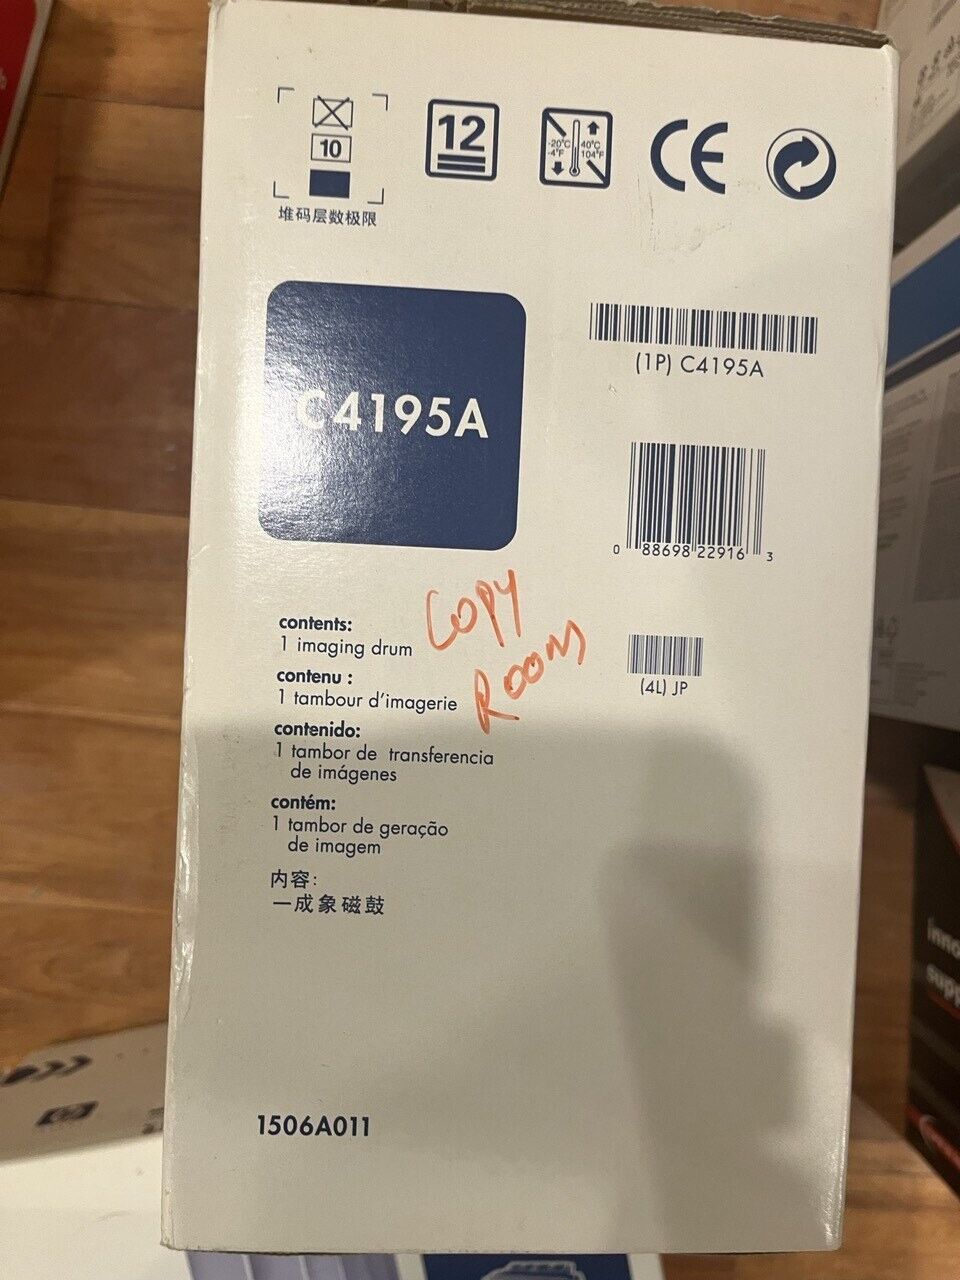 10
堆码层数极限
12
-20°C
-4°F
40°C
104°F
CE
C4195A
(1P) C4195A
0 88698 22916 3
(4L) JP
COPY
ROOM
contents:
1 imaging drum
contenu :
1 tambour d'imagerie
contenido:
1 tambor de transferencia
de imágenes
contém:
1 tambor de geração
de imagem
内容:
一成象磁鼓
1506A011
hp